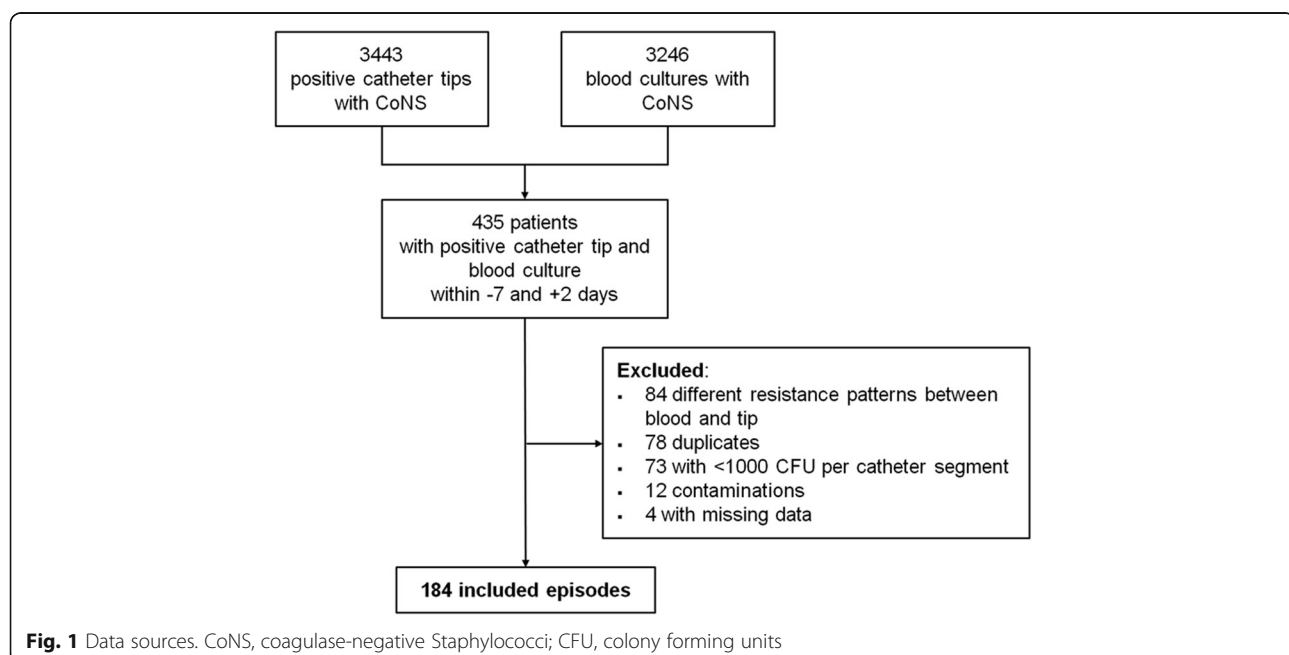 3443
positive catheter tips
with CoNS
3246
blood cultures with
CoNS
435 patients
with positive catheter tip and
blood culture
within -7 and +2 days
Excluded:
▪ 84 different resistance patterns between
blood and tip
▪ 78 duplicates
▪ 73 with <1000 CFU per catheter segment
▪ 12 contaminations
▪ 4 with missing data
184 included episodes
Fig. 1 Data sources. CoNS, coagulase-negative Staphylococci; CFU, colony forming units